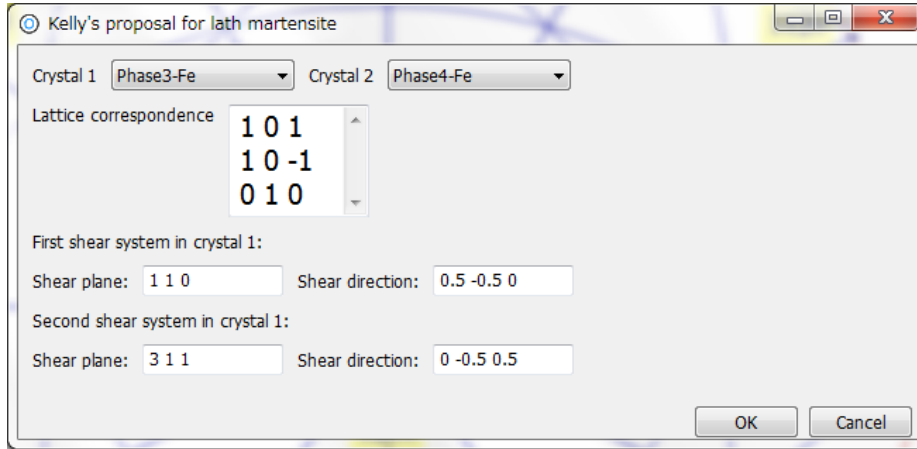 Kelly's proposal for lath martensite
Crystal 1 Phase3-Fe Crystal 2 Phase4-Fe
Lattice correspondence
1 0 1
1 0 -1
0 1 0
First shear system in crystal 1:
Shear plane: 1 1 0 Shear direction: 0.5 -0.5 0
Second shear system in crystal 1:
Shear plane: 3 1 1 Shear direction: 0 -0.5 0.5
OK Cancel